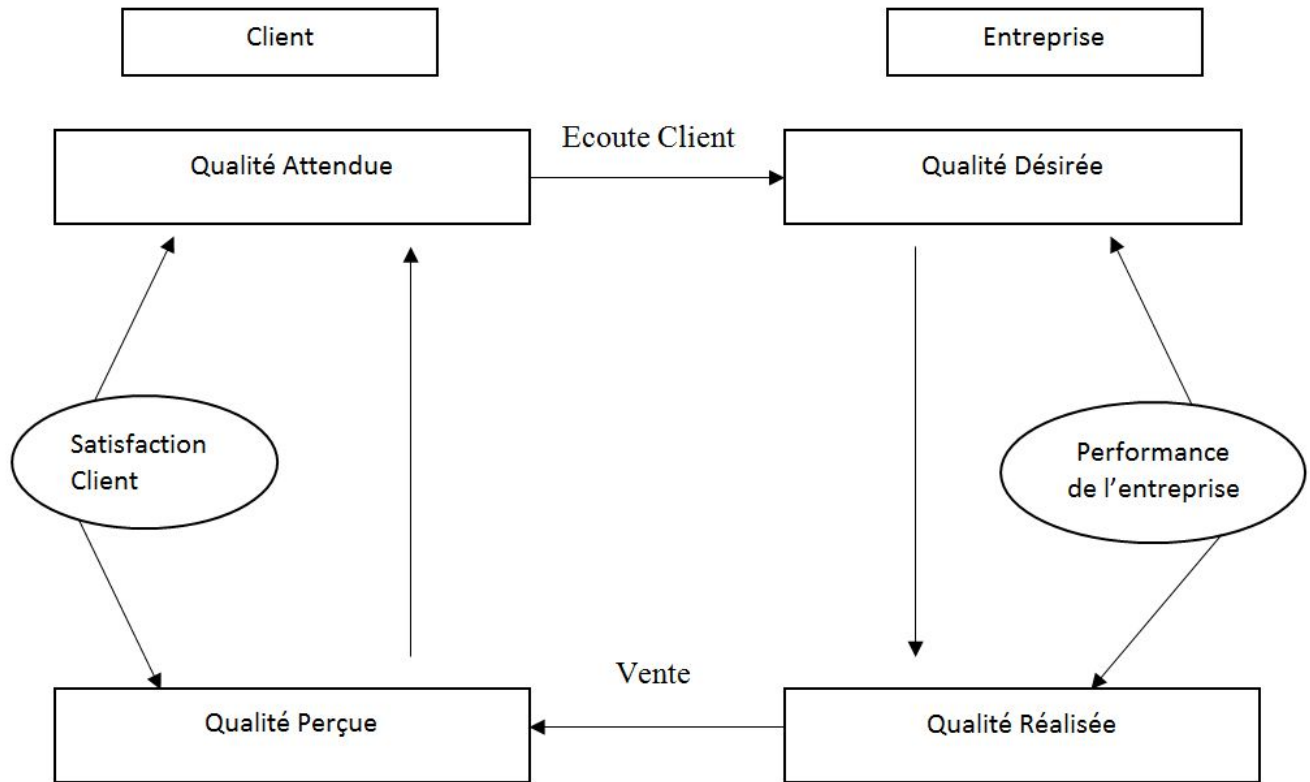 Client
Entreprise
Ecoute Client
Qualité Attendue
Qualité Désirée
Satisfaction
Client
Performance
de l'entreprise
Vente
Qualité Perçue
Qualité Réalisée